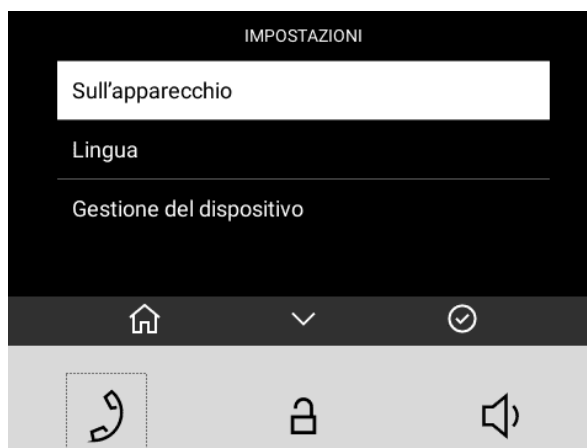 IMPOSTAZIONI
Sull’apparecchio
Lingua
Gestione del dispositivo